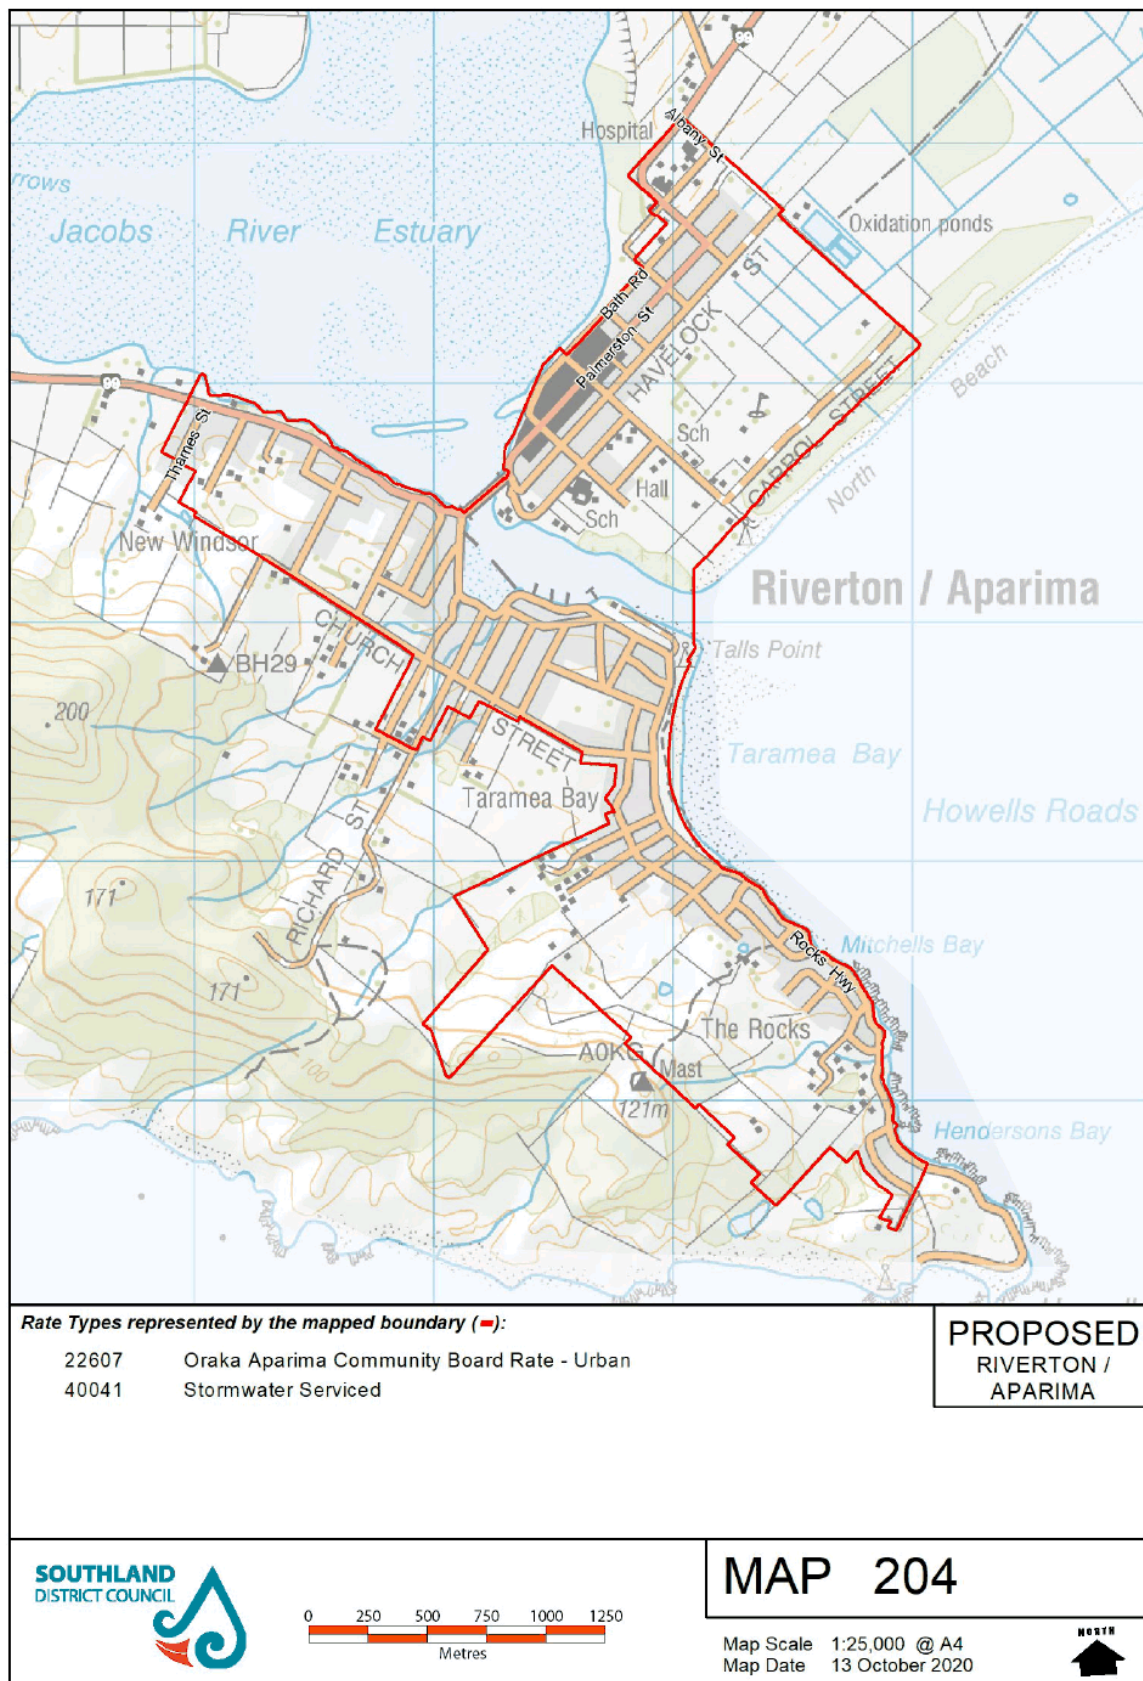 99
Hospital
Albany St
rrows
Jacobs River Estuary
Oxidation ponds
Bath Rd
Palmerston St
HAVELOCK ST
Beach
99
Thames St
Sch
CARROL STREET
North
Hall
Sch
New Windsor
Riverton / Aparima
CHURCH
Talls Point
BH29
200
STREET
Taramea Bay
Taramea Bay
Howells Roads
RICHARD ST
171
Rocks Hwy
Mitchells Bay
171
The Rocks
A0KG
Mast
100
121m
Hendersons Bay
Rate Types represented by the mapped boundary ( ):
22607 Oraka Aparima Community Board Rate - Urban
40041 Stormwater Serviced
PROPOSED
RIVERTON /
APARIMA
SOUTHLAND
DISTRICT COUNCIL
0 250 500 750 1000 1250
Metres
MAP 204
Map Scale 1:25,000 @ A4
Map Date 13 October 2020
NORTH